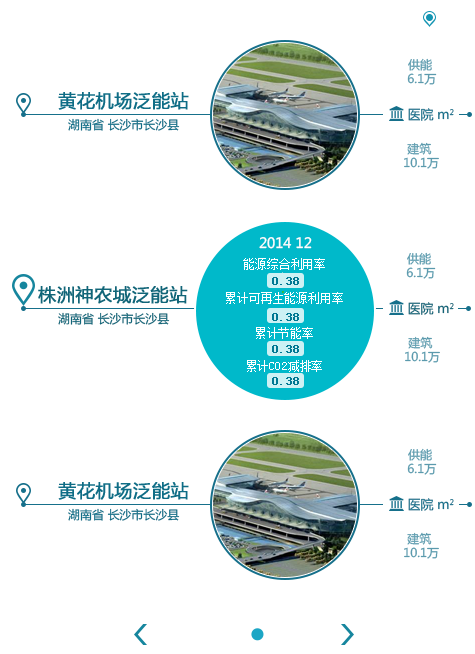 供能
6.1万
黄花机场泛能站
医院 m²
湖南省 长沙市长沙县
建筑
10.1万
2014 12
能源综合利用率
0.38
累计可再生能源利用率
0.38
累计节能率
0.38
累计CO2减排率
0.38
株洲神农城泛能站
湖南省 长沙市长沙县
供能
6.1万
医院 m²
建筑
10.1万
供能
6.1万
黄花机场泛能站
医院 m²
湖南省 长沙市长沙县
建筑
10.1万